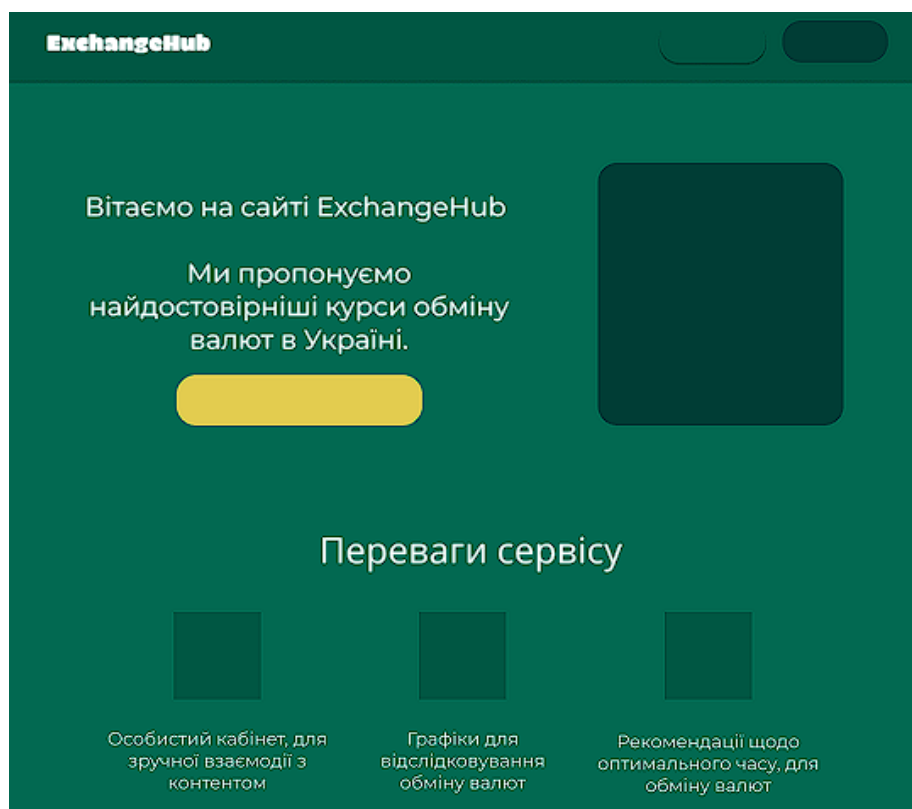 ExchangeHub
Вітаємо на сайті ExchangeHub
Ми пропонуємо
найдостовірніші курси обміну
валют в Україні.
Переваги сервісу
Особистий кабінет, для
зручної взаємодії з
контентом
Графіки для
відслідковування
обміну валют
Рекомендації щодо
оптимального часу, для
обміну валют